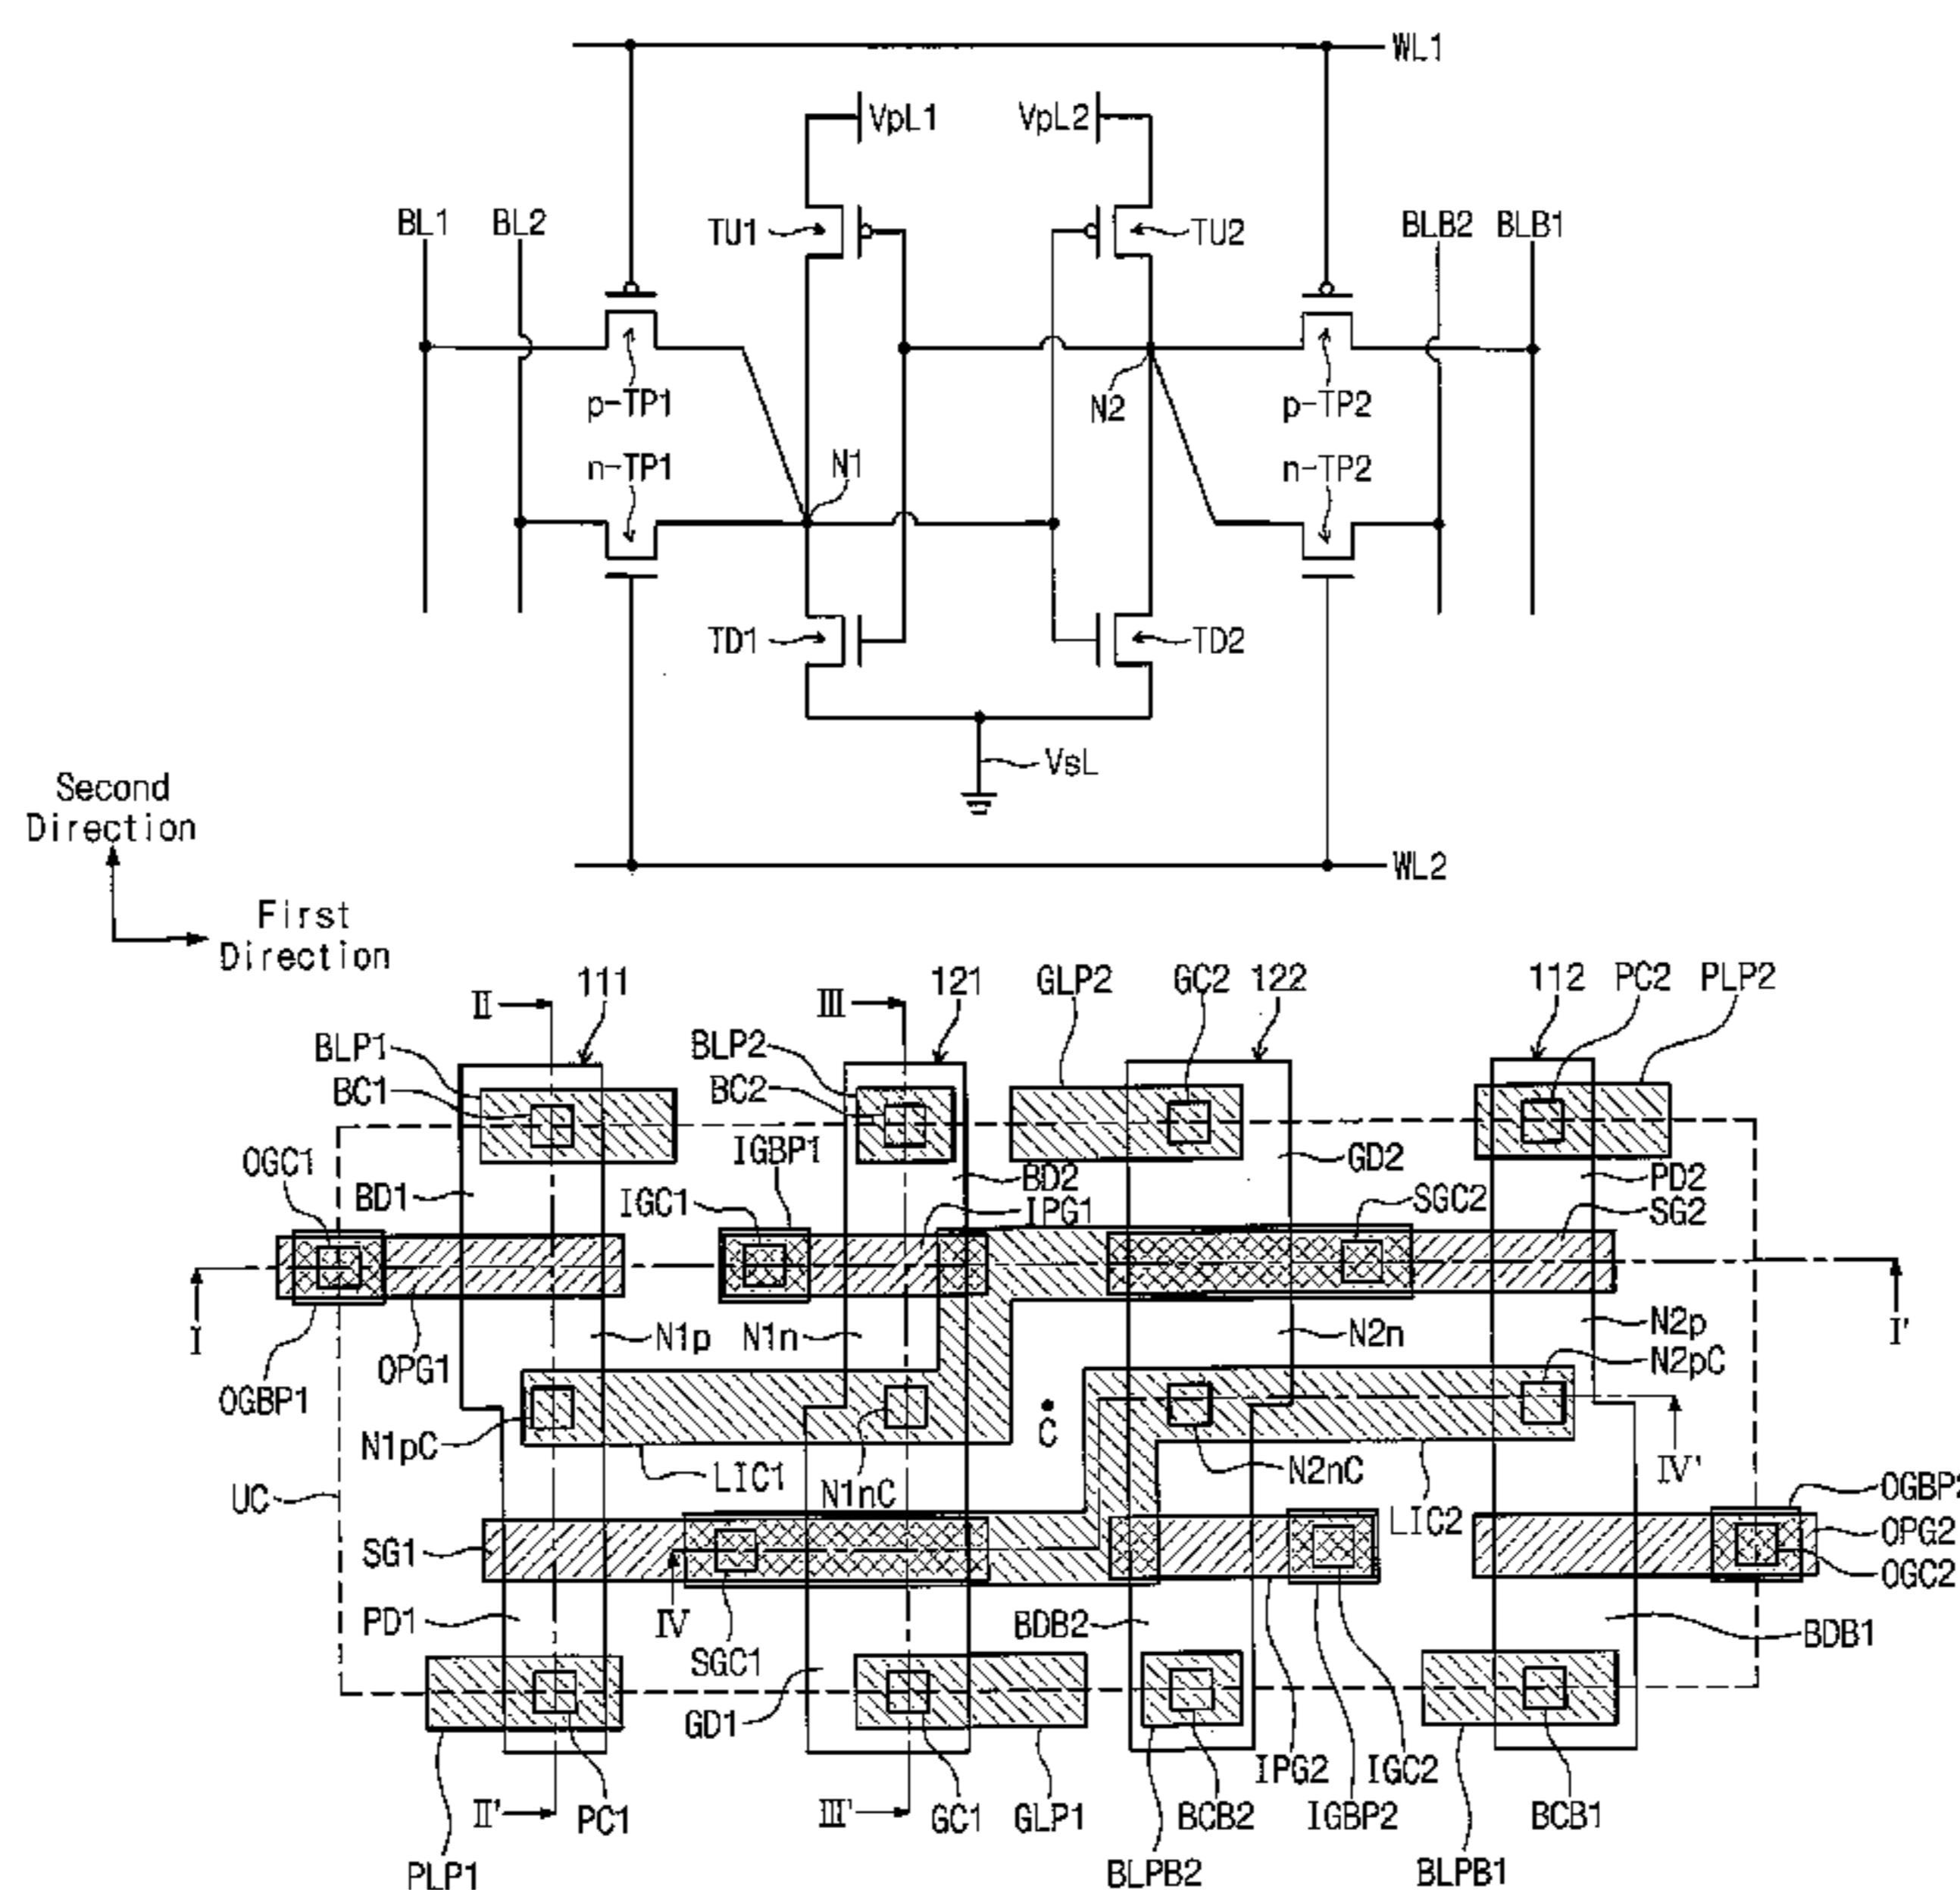 WL1
VpL1
VpL2
BL1
BL2
TU1
TU2
BLB2
BLB1
p-TP1
N2
p-TP2
n-TP1
N1
n-TP2
TD1
TD2
VsL
Second
Direction
WL2
First
Direction
II
111
III
121
GLP2
GC2
122
112
PC2
PLP2
BLP1
BLP2
BC1
BC2
OGC1
IGBP1
BD1
IGC1
BD2
GD2
PD2
IPG1
SGC2
SG2
I
N1p
N1n
N2n
N2p
I'
OPG1
N2pC
OGBP1
N1pC
C
UC
LIC1
N1nC
N2nC
IV'
OGBP2
SG1
LIC2
OPG2
OGC2
PD1
IV
BDB2
BDB1
SGC1
GD1
II'
PC1
III'
GC1
GLP1
BCB2
IPG2
IGC2
IGBP2
BCB1
PLP1
BLPB2
BLPB1